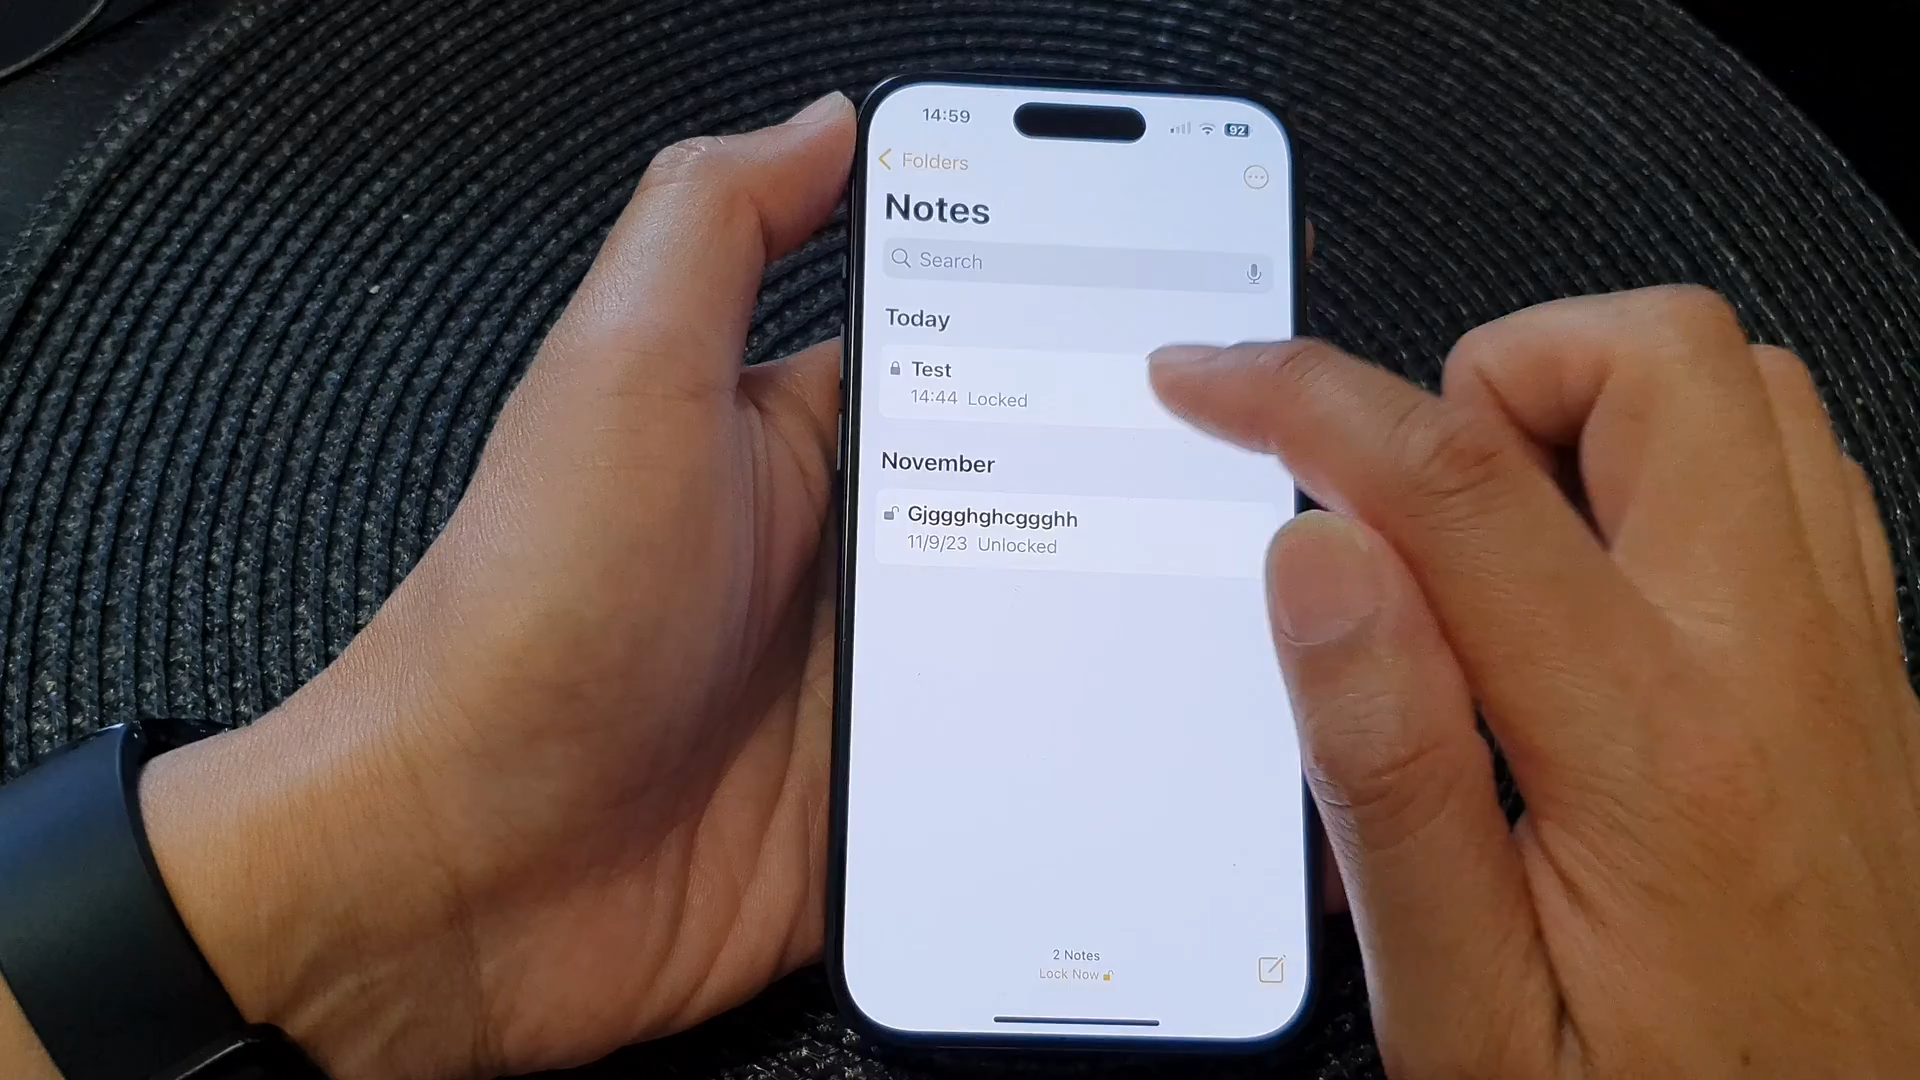 14:59
92
Folders
Notes
Search
Today
Test
14:44 Locked
November
Gjggghghcggghh
11/9/23 Unlocked
2 Notes
Lock Now